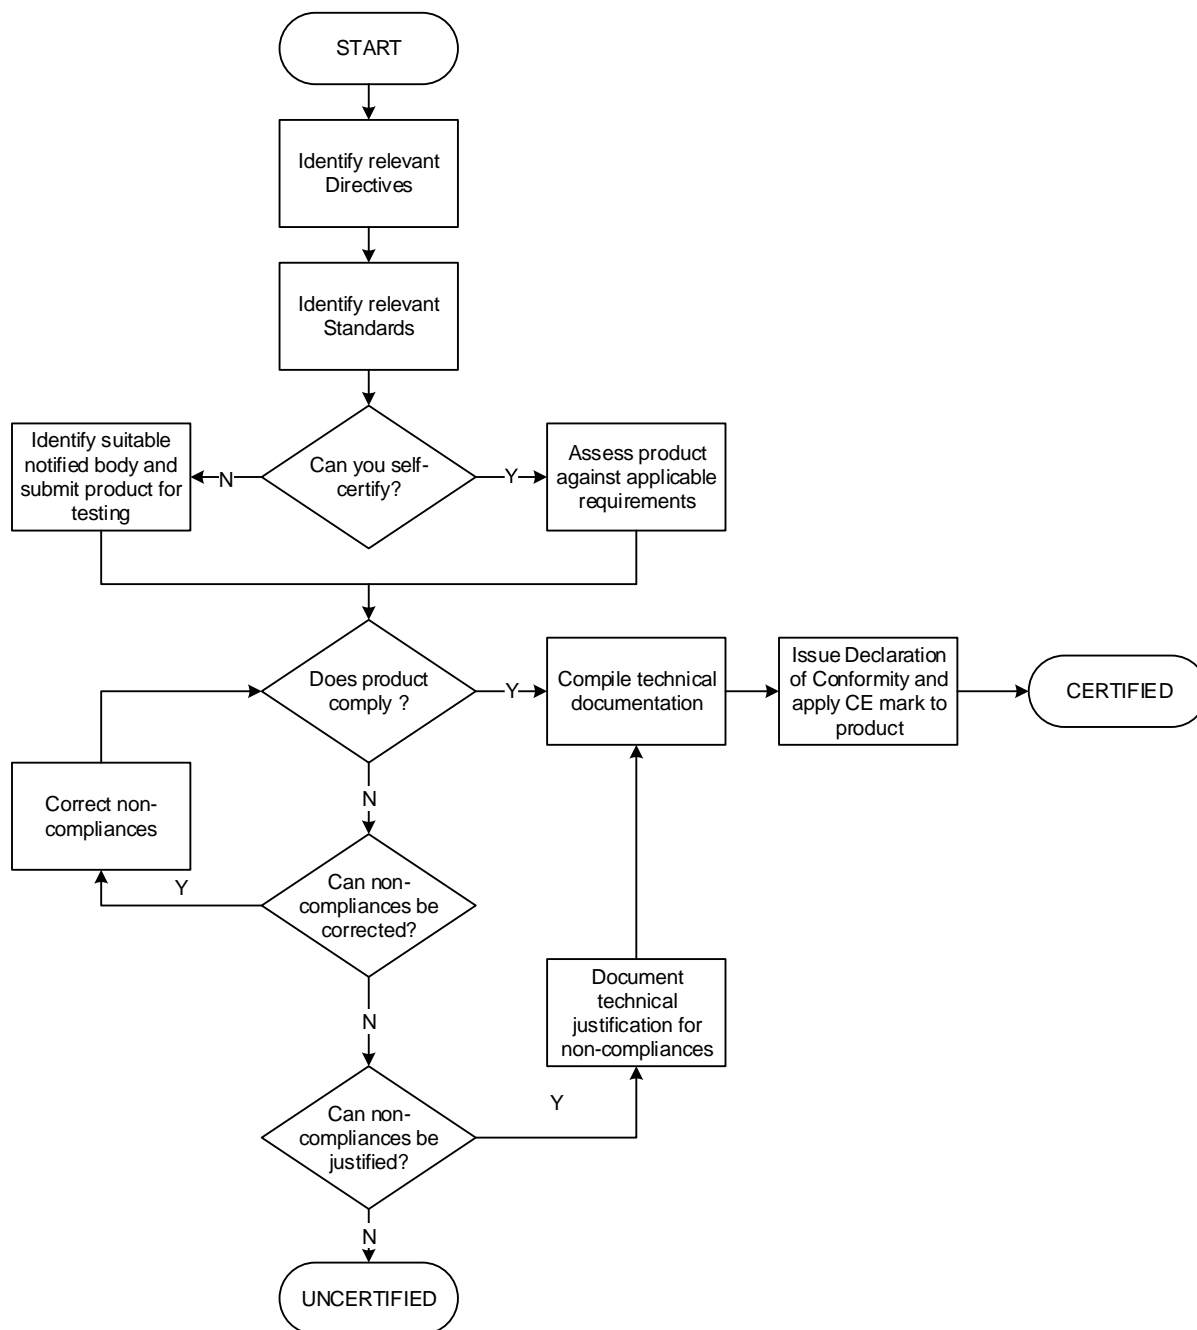 START
Identify relevant
Directives
Identify relevant
Standards
Identify suitable
notified body and
submit product for
testing
N
Can you self-
certify?
Y
Assess product
against applicable
requirements
Does product
comply ?
Y
Compile technical
documentation
Issue Declaration
of Conformity and
apply CE mark to
product
CERTIFIED
N
Correct non-
compliances
Y
Can non-
compliances be
corrected?
N
Document
technical
justification for
non-compliances
Can non-
compliances be
justified?
Y
N
UNCERTIFIED